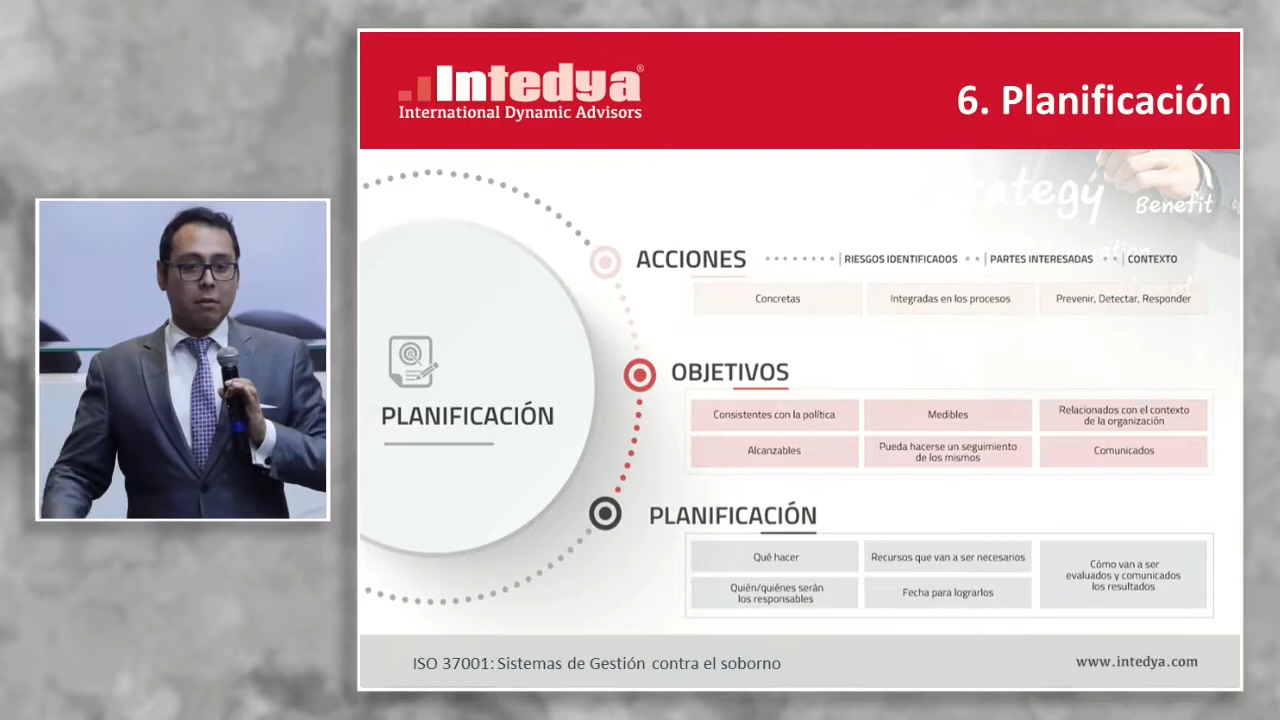 Intedya®
International Dynamic Advisors
6. Planificación
Benefit
ACCIONES
RIESGOS IDENTIFICADOS
PARTES INTERESADAS
CONTEXTO
Concretas
Integradas en los procesos
Prevenir, Detectar, Responder
OBJETIVOS
Consistentes con la política
Medibles
Relacionados con el contexto
de la organización
Alcanzables
Pueda hacerse un seguimiento
de los mismos
Comunicados
PLANIFICACIÓN
PLANIFICACIÓN
Qué hacer
Recursos que van a ser necesarios
Cómo van a ser
evaluados y comunicados
los resultados
Quién/quiénes serán
los responsables
Fecha para lograrlos
ISO 37001: Sistemas de Gestión contra el soborno
www.intedya.com